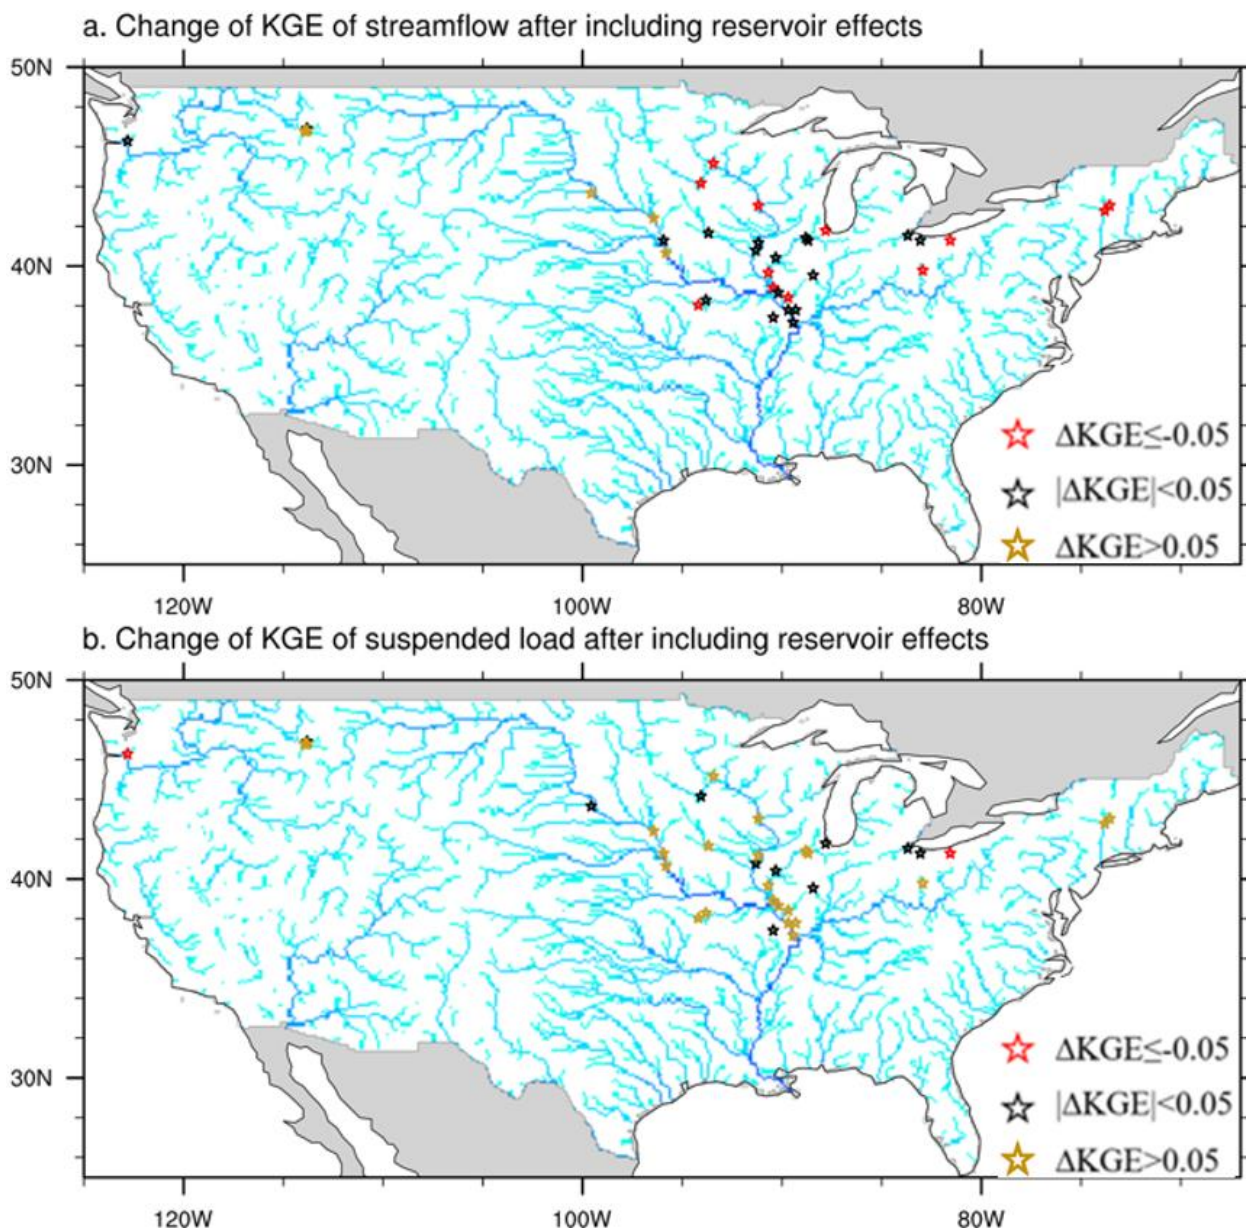 a. Change of KGE of streamflow after including reservoir effects
50N
40N
30N
ΔKGE≤-0.05
|ΔKGE|<0.05
ΔKGE>0.05
120W 100W 80W
b. Change of KGE of suspended load after including reservoir effects
50N
40N
30N
ΔKGE≤-0.05
|ΔKGE|<0.05
ΔKGE>0.05
120W 100W 80W